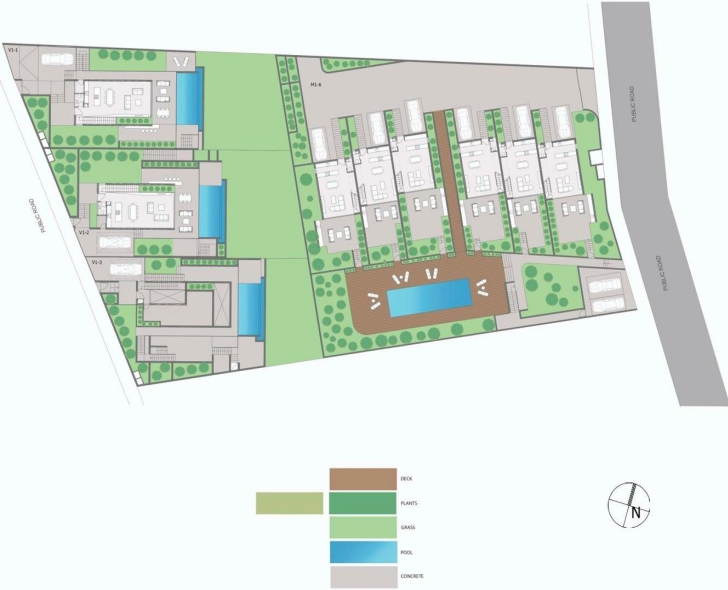 V1-1
M1-6
PUBLIC ROAD
PUBLIC ROAD
V1-2
V1-3
PUBLIC ROAD
DECK
PLANTS
GRASS
POOL
CONCRETE
N